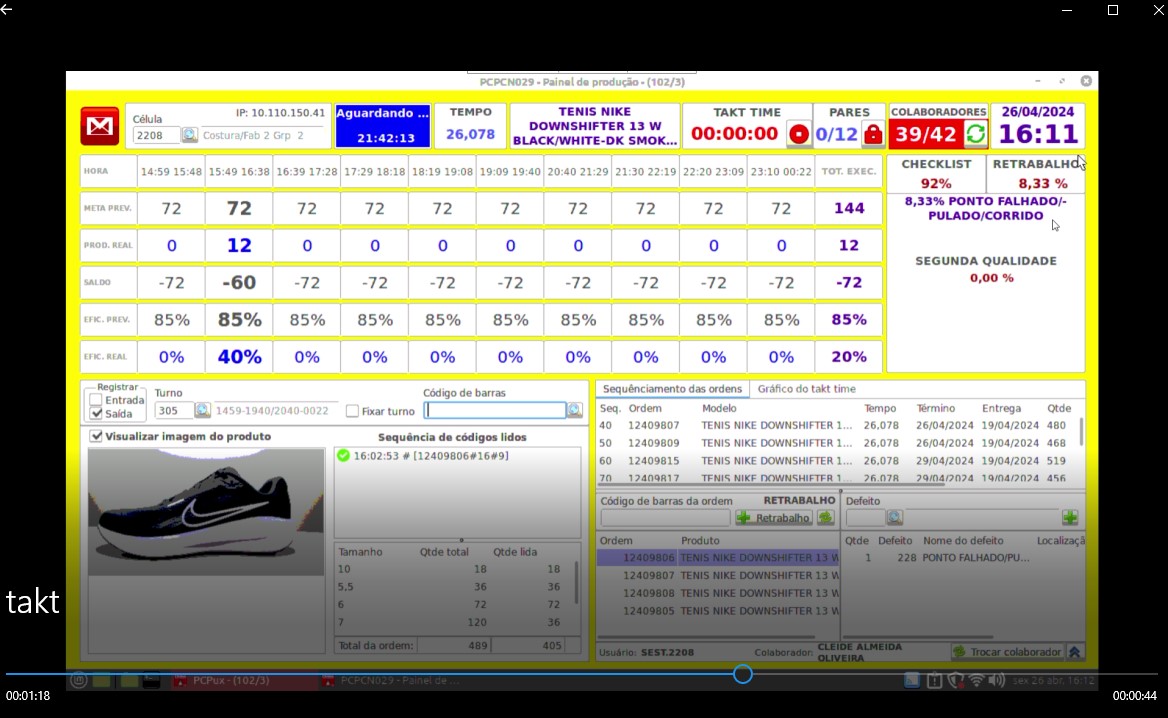 PCPCN029 - Painel de produção - (102/3)
Célula
IP: 10.110.150.41
2208 Costura/Fab 2 Grp 2
Aguardando ...
21:42:13
TEMPO
26,078
TENIS NIKE
DOWNSHIFTER 13 W
BLACK/WHITE-DK SMOK...
TAKT TIME
00:00:00
PARES
0/12
COLABORADORES
39/42
26/04/2024
16:11
HORA 14:59 15:48 15:49 16:38 16:39 17:28 17:29 18:18 18:19 19:08 19:09 19:40 20:40 21:29 21:30 22:19 22:20 23:09 23:10 00:22 TOT. EXEC.
META PREV. 72 72 72 72 72 72 72 72 72 72 144
PROD. REAL 0 12 0 0 0 0 0 0 0 0 12
SALDO -72 -60 -72 -72 -72 -72 -72 -72 -72 -72 -72
EFIC. PREV. 85% 85% 85% 85% 85% 85% 85% 85% 85% 85% 85%
EFIC. REAL 0% 40% 0% 0% 0% 0% 0% 0% 0% 0% 20%
CHECKLIST RETRABALHO
92% 8,33 %
8,33% PONTO FALHADO/-
PULADO/CORRIDO
SEGUNDA QUALIDADE
0,00 %
Registrar
Entrada
Saída
Turno
305 1459-1940/2040-0022
Fixar turno
Código de barras
Visualizar imagem do produto
Sequência de códigos lidos
16:02:53 # [12409806#16#9]
Tamanho Qtde total Qtde lida
10 18 18
5,5 36 36
6 72 72
7 120 36
Total da ordem: 489 405
Sequênciamento das ordens Gráfico do takt time
Seq. Ordem Modelo Tempo Término Entrega Qtde
40 12409807 TENIS NIKE DOWNSHIFTER 1... 26,078 26/04/2024 19/04/2024 480
50 12409809 TENIS NIKE DOWNSHIFTER 1... 26,078 26/04/2024 19/04/2024 468
60 12409815 TENIS NIKE DOWNSHIFTER 1... 26,078 29/04/2024 19/04/2024 519
70 12409817 TENIS NIKE DOWNSHIFTER 1... 26,078 29/04/2024 19/04/2024 456
Código de barras da ordem RETRABALHO
Retrabalho
Defeito
Ordem Produto
12409806 TENIS NIKE DOWNSHIFTER 13 W
12409807 TENIS NIKE DOWNSHIFTER 13 W
12409808 TENIS NIKE DOWNSHIFTER 13 W
12409805 TENIS NIKE DOWNSHIFTER 13 W
Qtde Defeito Nome do defeito Localizaçã
1 228 PONTO FALHADO/PU...
Usuário: SEST.2208
Colaborador: CLEIDE ALMEIDA
OLIVEIRA
Trocar colaborador
takt
PCPux - (102/3)
PCPCN029 - Painel de ...
sex 26 abr, 16:12
00:01:18
00:00:44